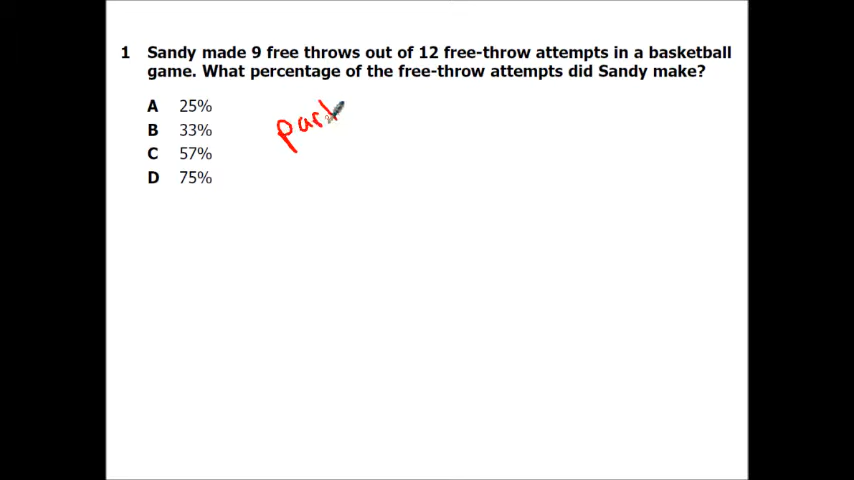 1 Sandy made 9 free throws out of 12 free-throw attempts in a basketball
game. What percentage of the free-throw attempts did Sandy make?
A 25%
B 33%
C 57%
D 75%